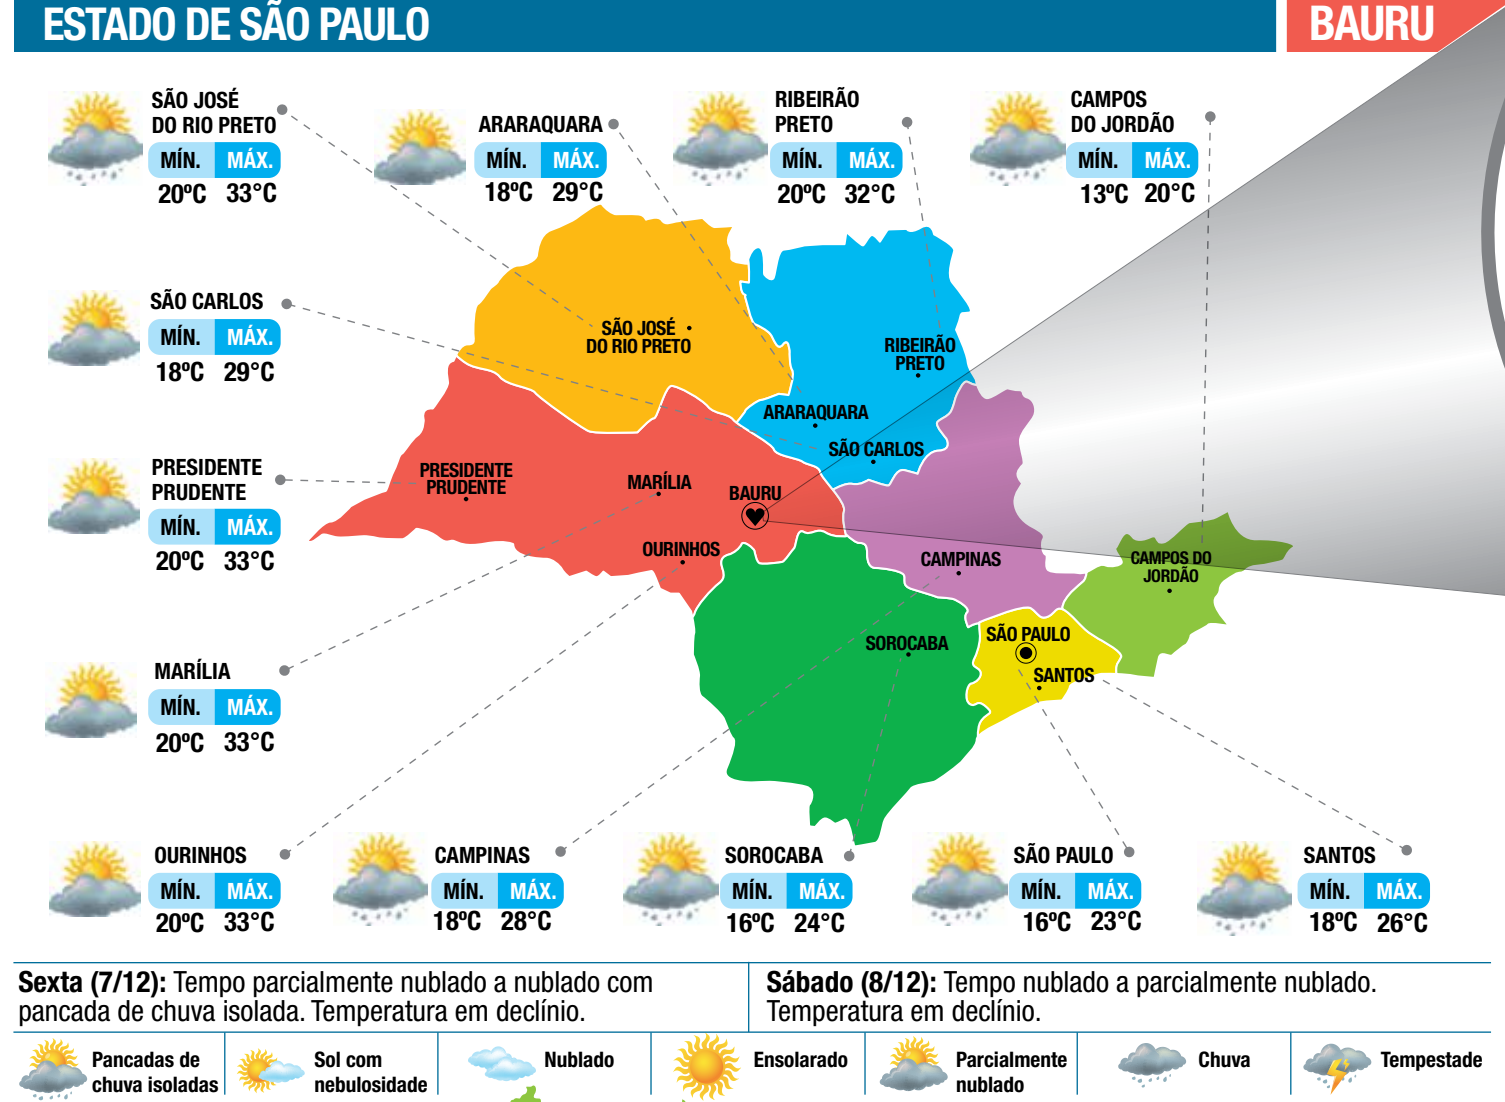 ESTADO DE SÃO PAULO
BAURU
SÃO JOSÉ
DO RIO PRETO
MÍN. MÁX.
20ºC 33°C
ARARAQUARA
MÍN. MÁX.
18ºC 29°C
RIBEIRÃO
PRETO
MÍN. MÁX.
20ºC 32°C
CAMPOS
DO JORDÃO
MÍN. MÁX.
13ºC 20°C
SÃO CARLOS
MÍN. MÁX.
18ºC 29°C
PRESIDENTE
PRUDENTE
MÍN. MÁX.
20ºC 33°C
MARÍLIA
MÍN. MÁX.
20ºC 33°C
SÃO JOSÉ
DO RIO PRETO
RIBEIRÃO
PRETO
ARARAQUARA
SÃO CARLOS
PRESIDENTE
PRUDENTE
MARÍLIA
BAURU
OURINHOS
CAMPINAS
CAMPOS DO
JORDÃO
SOROCABA
SÃO PAULO
SANTOS
OURINHOS
MÍN. MÁX.
20ºC 33°C
CAMPINAS
MÍN. MÁX.
18ºC 28°C
SOROCABA
MÍN. MÁX.
16ºC 24°C
SÃO PAULO
MÍN. MÁX.
16ºC 23°C
SANTOS
MÍN. MÁX.
18ºC 26°C
Sexta (7/12): Tempo parcialmente nublado a nublado com
pancada de chuva isolada. Temperatura em declínio.
Sábado (8/12): Tempo nublado a parcialmente nublado.
Temperatura em declínio.
Pancadas de
chuva isoladas
Sol com
nebulosidade
Nublado
Ensolarado
Parcialmente
nublado
Chuva
Tempestade